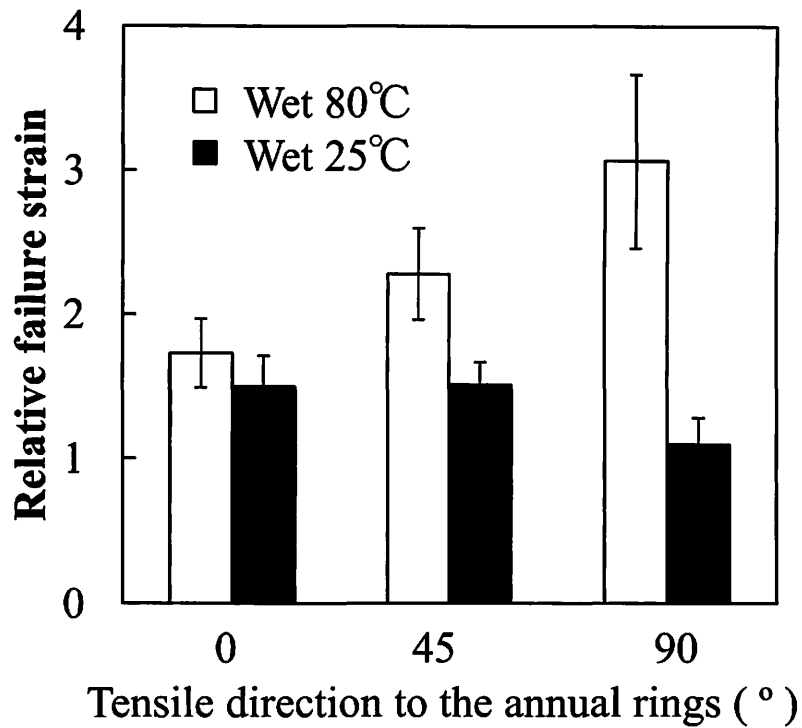 4
3
2
1
0
Relative failure strain
Wet 80℃
Wet 25℃
0 45 90
Tensile direction to the annual rings ( ° )